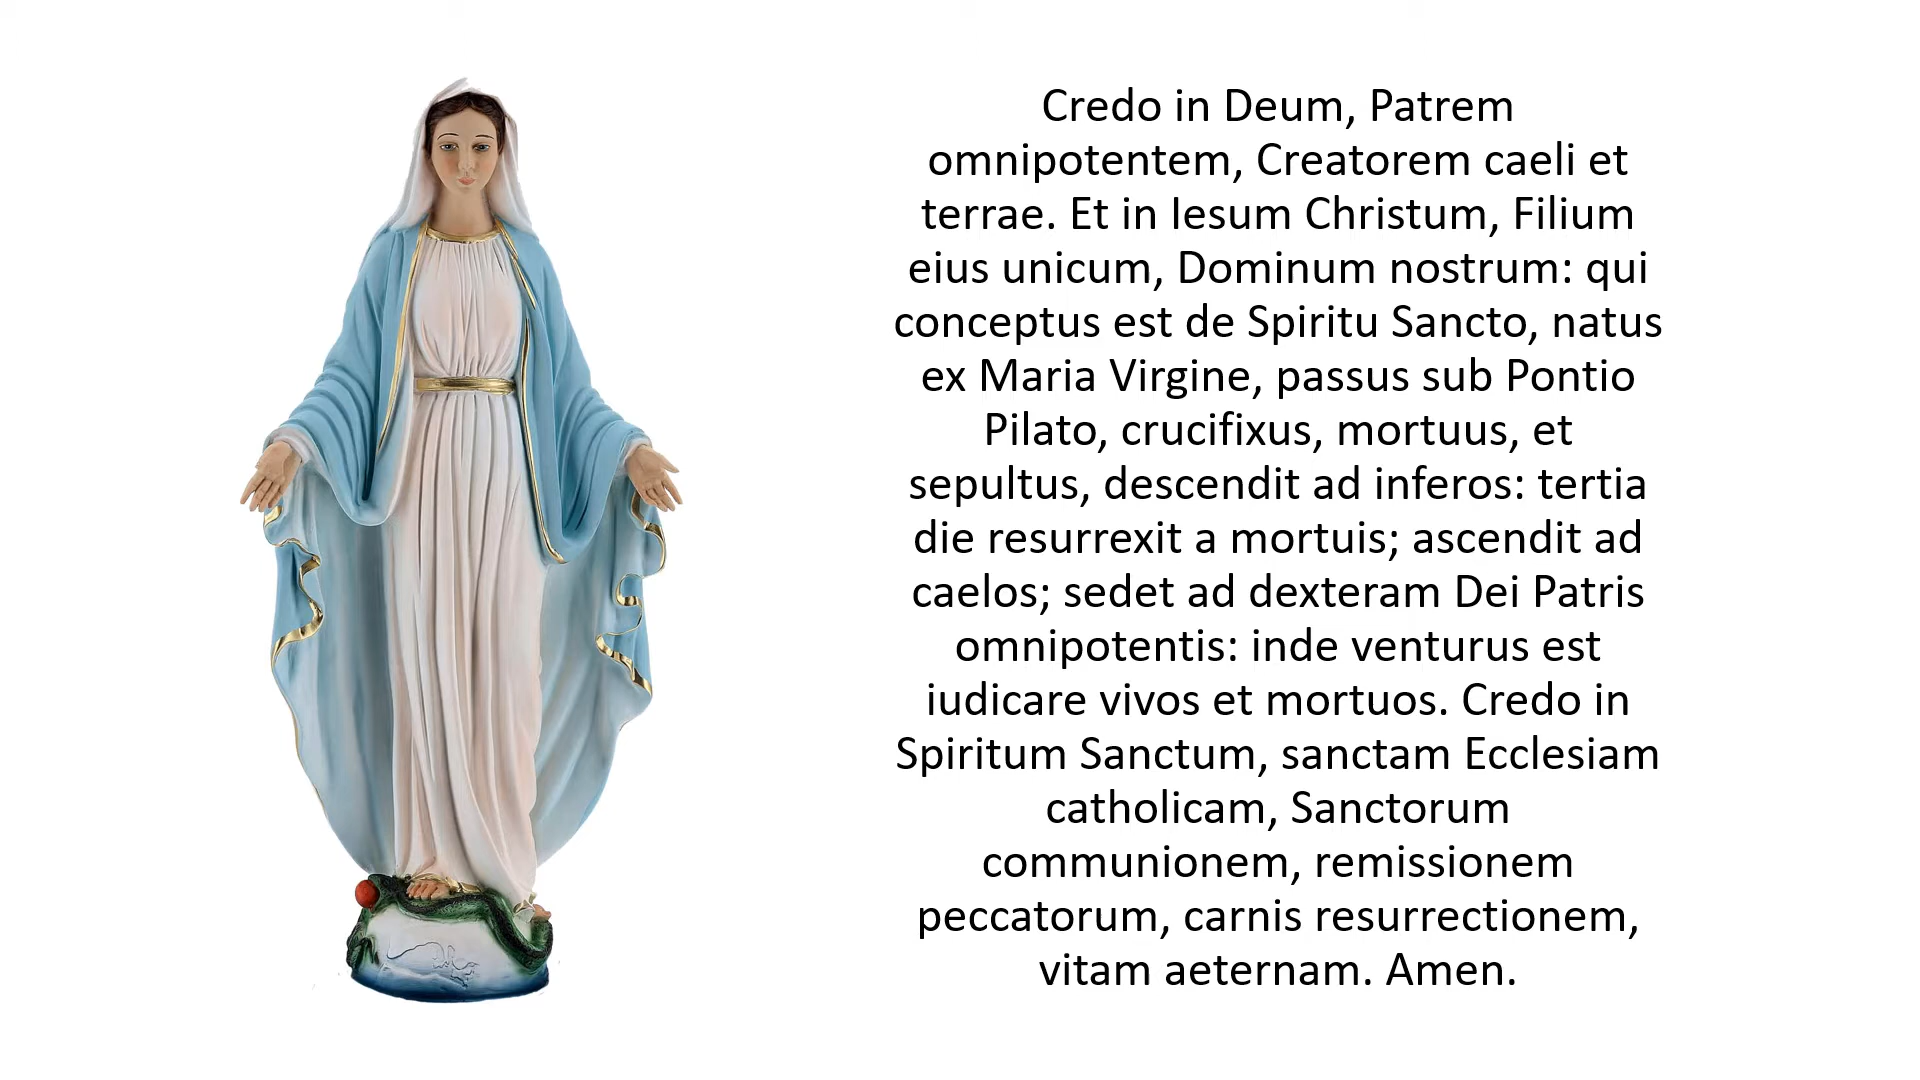 Credo in Deum, Patrem
omnipotentem, Creatorem caeli et
terrae. Et in Iesum Christum, Filium
eius unicum, Dominum nostrum: qui
conceptus est de Spiritu Sancto, natus
ex Maria Virgine, passus sub Pontio
Pilato, crucifixus, mortuus, et
sepultus, descendit ad inferos: tertia
die resurrexit a mortuis; ascendit ad
caelos; sedet ad dexteram Dei Patris
omnipotentis: inde venturus est
iudicare vivos et mortuos. Credo in
Spiritum Sanctum, sanctam Ecclesiam
catholicam, Sanctorum
communionem, remissionem
peccatorum, carnis resurrectionem,
vitam aeternam. Amen.